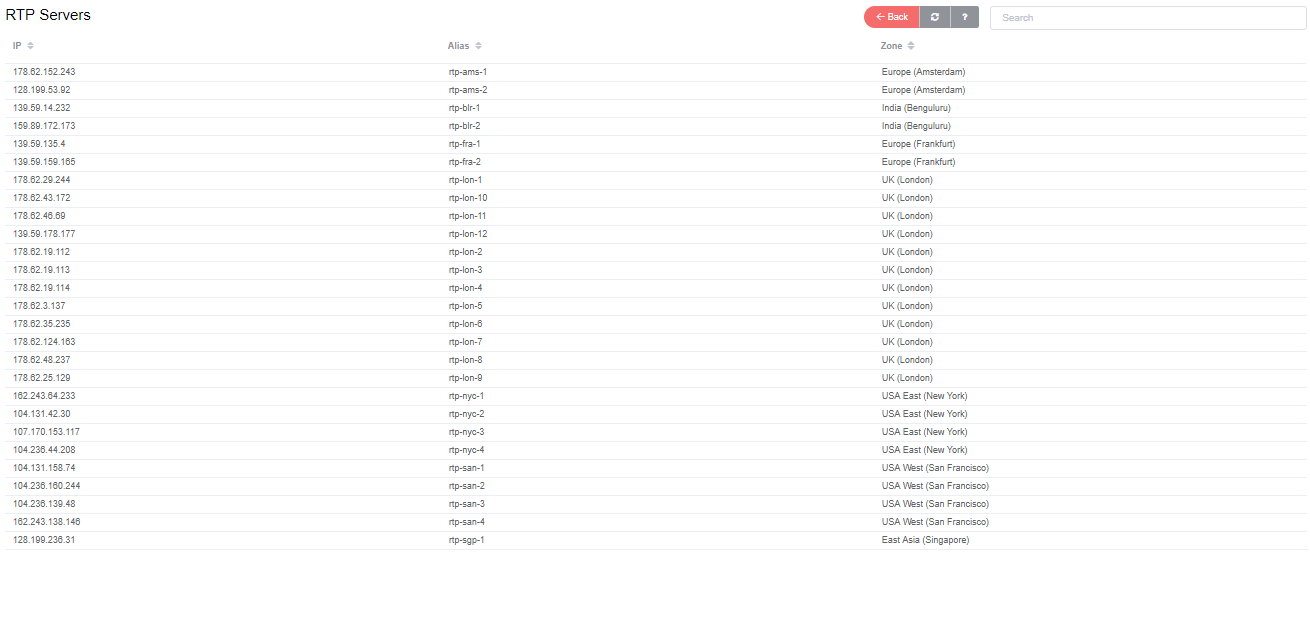 RTP Servers
Back ? Search
IP Alias Zone
178.62.152.243 rtp-ams-1 Europe (Amsterdam)
128.199.53.92 rtp-ams-2 Europe (Amsterdam)
139.59.14.232 rtp-blr-1 India (Benguluru)
159.89.172.173 rtp-blr-2 India (Benguluru)
139.59.135.4 rtp-fra-1 Europe (Frankfurt)
139.59.159.165 rtp-fra-2 Europe (Frankfurt)
178.62.29.244 rtp-lon-1 UK (London)
178.62.43.172 rtp-lon-10 UK (London)
178.62.46.69 rtp-lon-11 UK (London)
139.59.178.177 rtp-lon-12 UK (London)
178.62.19.112 rtp-lon-2 UK (London)
178.62.19.113 rtp-lon-3 UK (London)
178.62.19.114 rtp-lon-4 UK (London)
178.62.3.137 rtp-lon-5 UK (London)
178.62.35.235 rtp-lon-6 UK (London)
178.62.124.163 rtp-lon-7 UK (London)
178.62.48.237 rtp-lon-8 UK (London)
178.62.25.129 rtp-lon-9 UK (London)
162.243.64.233 rtp-nyc-1 USA East (New York)
104.131.42.30 rtp-nyc-2 USA East (New York)
107.170.153.117 rtp-nyc-3 USA East (New York)
104.236.44.208 rtp-nyc-4 USA East (New York)
104.131.158.74 rtp-san-1 USA West (San Francisco)
104.236.160.244 rtp-san-2 USA West (San Francisco)
104.236.139.48 rtp-san-3 USA West (San Francisco)
162.243.138.146 rtp-san-4 USA West (San Francisco)
128.199.236.31 rtp-sgp-1 East Asia (Singapore)